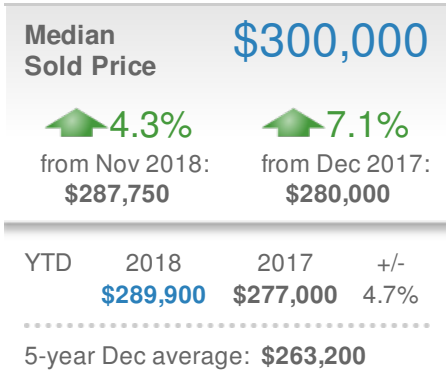 Median
Sold Price
$300,000
4.3%
from Nov 2018:
$287,750
7.1%
from Dec 2017:
$280,000
YTD 2018 2017 +/-
$289,900 $277,000 4.7%
5-year Dec average: $263,200